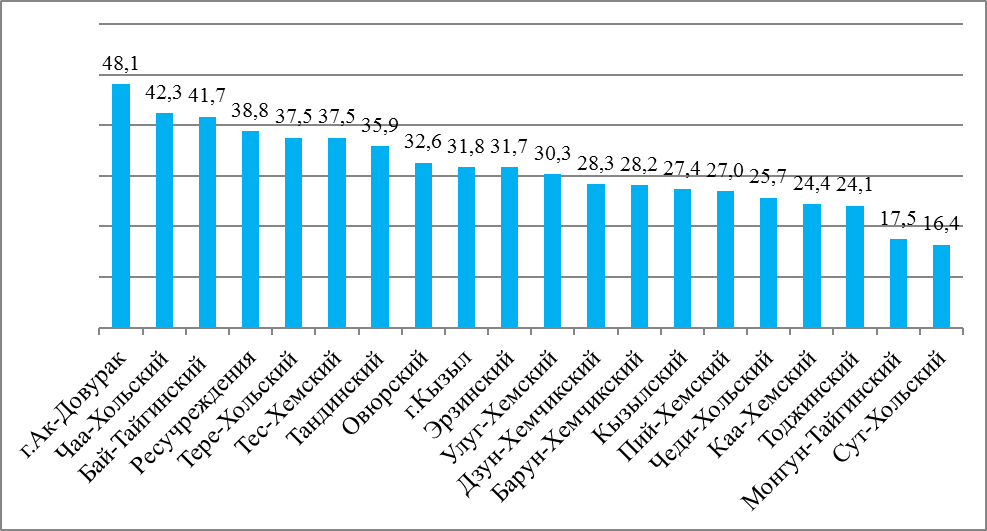 48,1
42,3
41,7
38,8
37,5
37,5
35,9
32,6
31,8
31,7
30,3
28,3
28,2
27,4
27,0
25,7
24,4
24,1
17,5
16,4
г.Ак-Довурак
Чаа-Хольский
Бай-Тайгинский
Ресучреждения
Тере-Хольский
Тес-Хемский
Тандинский
Овюрский
г.Кызыл
Эрзинский
Улуг-Хемский
Дзун-Хемчикский
Барун-Хемчикский
Кызылский
Пий-Хемский
Чеди-Хольский
Каа-Хемский
Тоджинский
Монгун-Тайгинский
Сут-Хольский